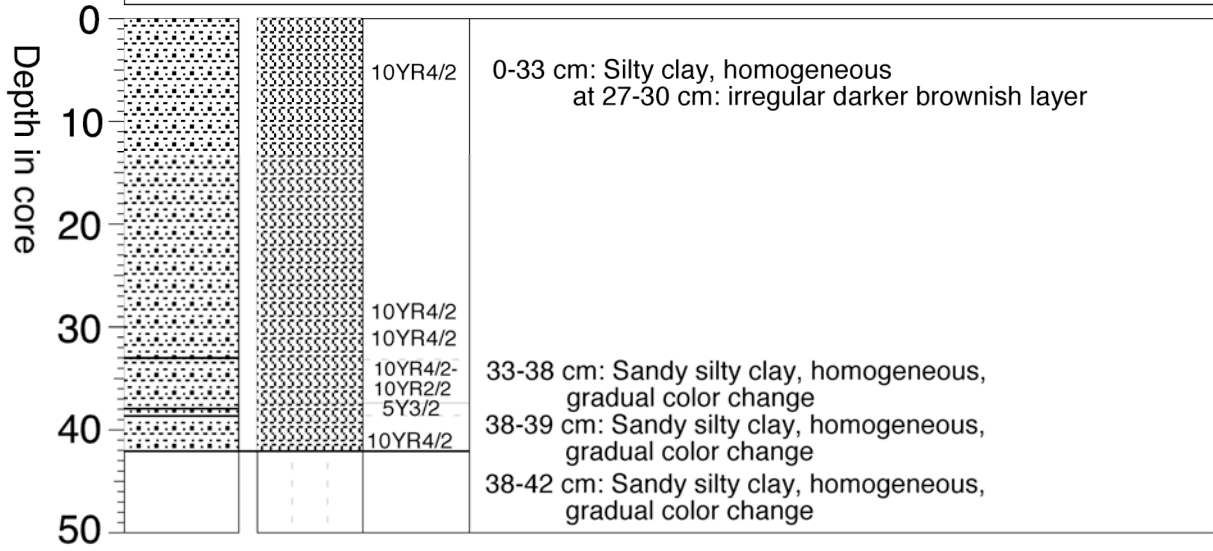 Depth in core
0
10
20
30
40
50
10YR4/2
10YR4/2
10YR4/2
10YR4/2-
10YR2/2
5Y3/2
10YR4/2
0-33 cm: Silty clay, homogeneous
at 27-30 cm: irregular darker brownish layer
33-38 cm: Sandy silty clay, homogeneous,
gradual color change
38-39 cm: Sandy silty clay, homogeneous,
gradual color change
38-42 cm: Sandy silty clay, homogeneous,
gradual color change